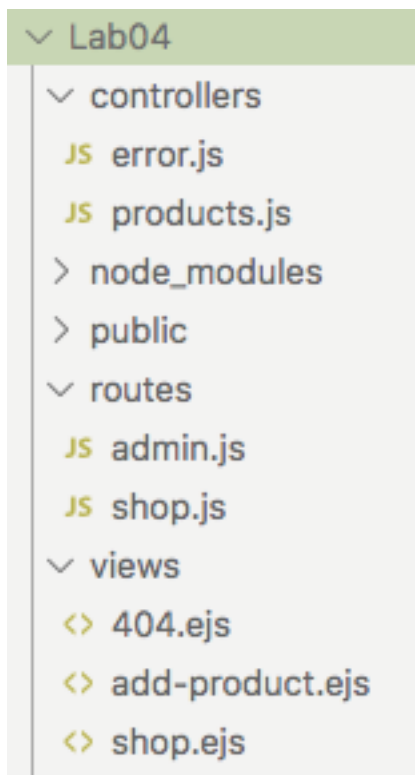 Lab04
controllers
JS error.js
JS products.js
node_modules
public
routes
JS admin.js
JS shop.js
views
<> 404.ejs
<> add-product.ejs
<> shop.ejs